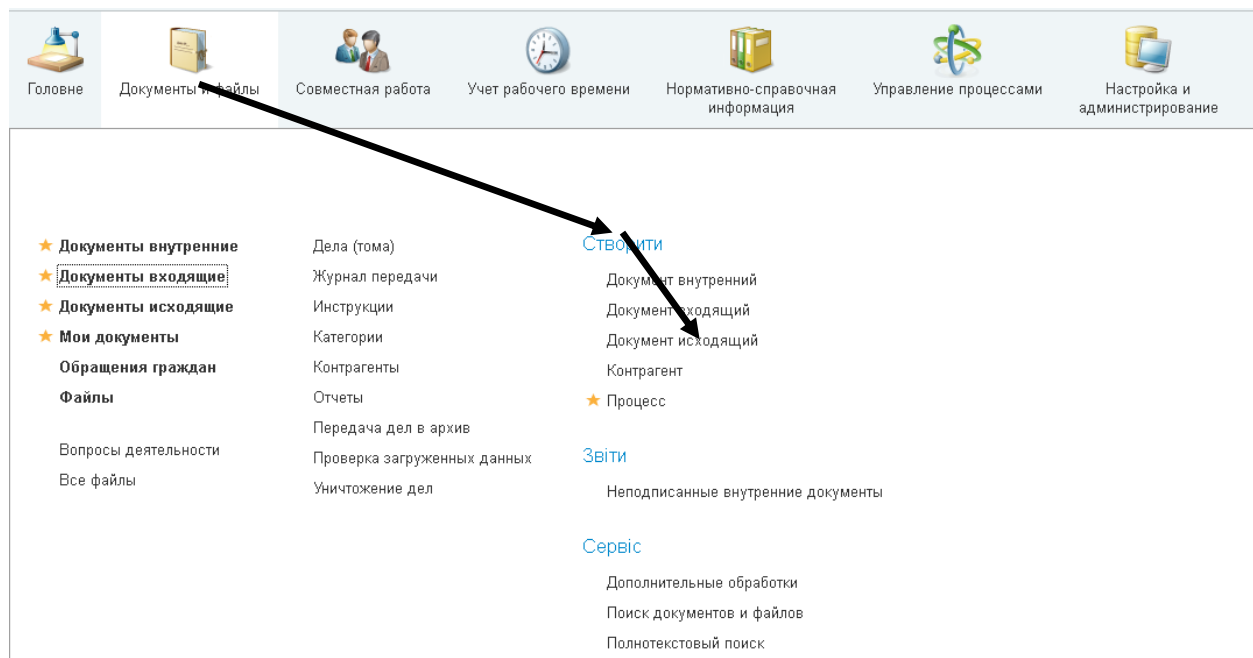 Головне
Документы и файлы
Совместная работа
Учет рабочего времени
Нормативно-справочная
информация
Управление процессами
Настройка и
администрирование
Документы внутренние
Документы входящие
Документы исходящие
Мои документы
Обращения граждан
Файлы
Вопросы деятельности
Все файлы
Дела (тома)
Журнал передачи
Инструкции
Категории
Контрагенты
Отчеты
Передача дел в архив
Проверка загруженных данных
Уничтожение дел
Створити
Документ внутренний
Документ входящий
Документ исходящий
Контрагент
Процесс
Звіти
Неподписанные внутренние документы
Сервіс
Дополнительные обработки
Поиск документов и файлов
Полнотекстовый поиск